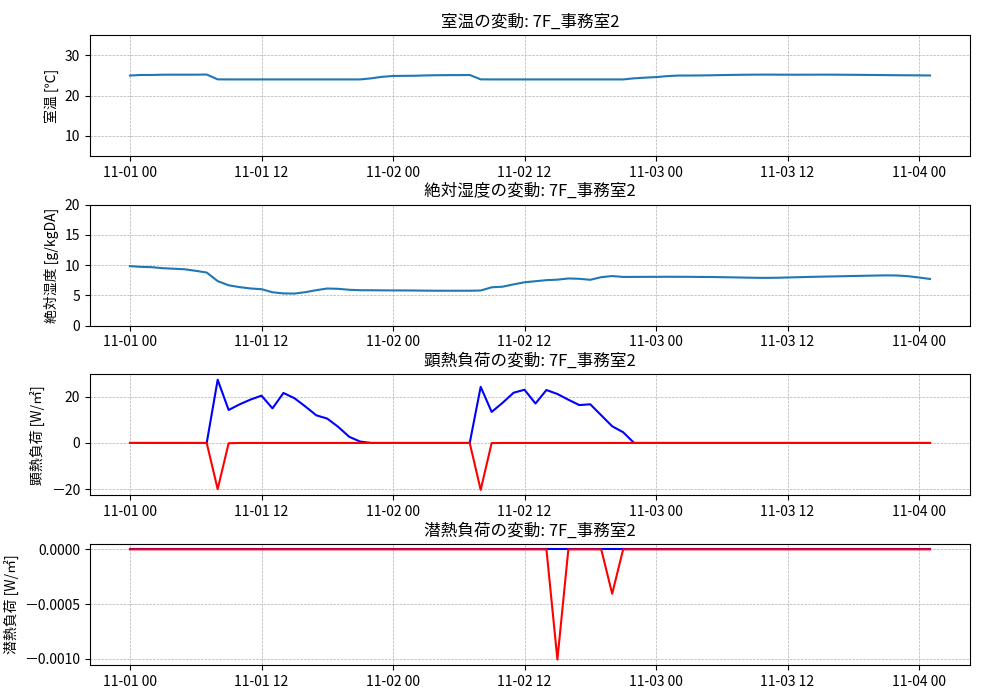 室温の変動: 7F_事務室2
室温 [℃]
30
20
10
11-01 00 11-01 12 11-02 00 11-02 12 11-03 00 11-03 12 11-04 00
絶対湿度の変動: 7F_事務室2
絶対湿度 [g/kgDA]
20
15
10
5
0
11-01 00 11-01 12 11-02 00 11-02 12 11-03 00 11-03 12 11-04 00
顕熱負荷の変動: 7F_事務室2
顕熱負荷 [W/㎡]
20
0
−20
11-01 00 11-01 12 11-02 00 11-02 12 11-03 00 11-03 12 11-04 00
潜熱負荷の変動: 7F_事務室2
潜熱負荷 [W/㎡]
0.0000
−0.0005
−0.0010
11-01 00 11-01 12 11-02 00 11-02 12 11-03 00 11-03 12 11-04 00